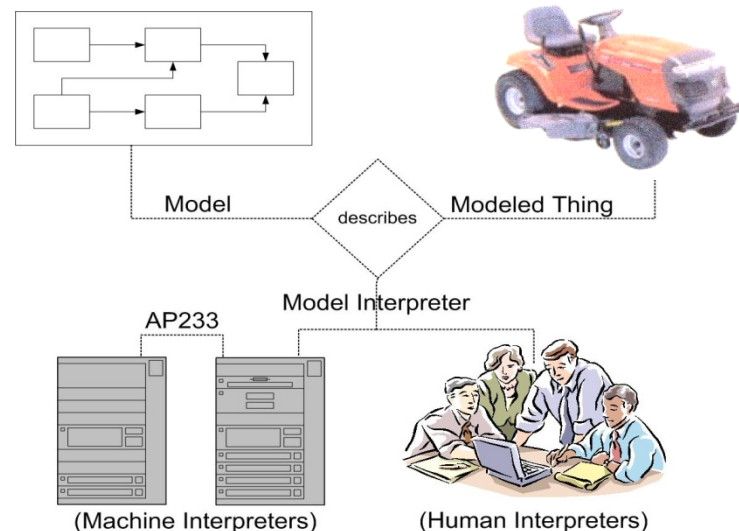 Model
describes
Modeled Thing
Model Interpreter
AP233
(Machine Interpreters)
(Human Interpreters)